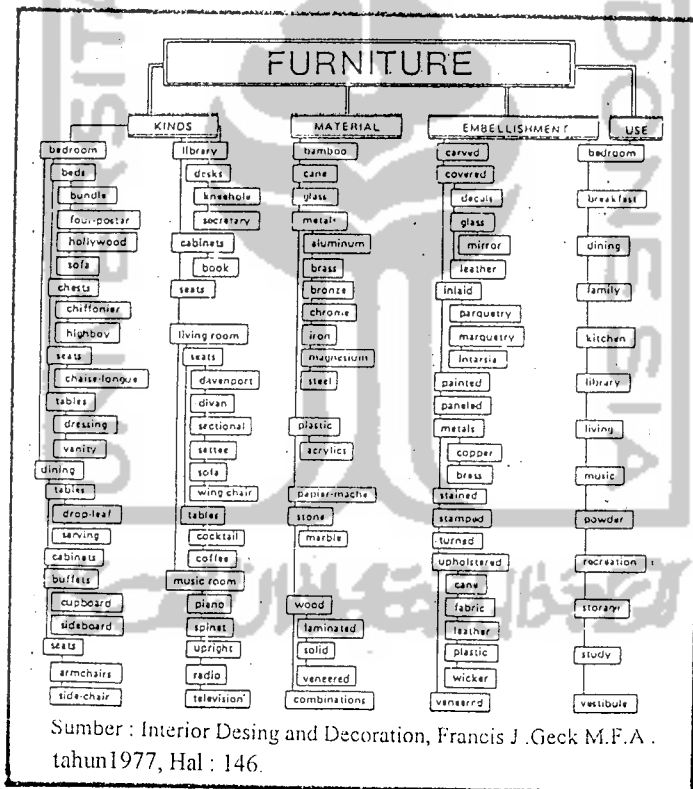 FURNITURE
KINDS
MATERIAL
EMBELLISHMENT
USE
bedroom
beds
bundle
four-postar
hollywood
sofa
chests
chiffonier
highboy
seats
chaise-longue
tables
dressing
vanity
dining
tables
drop-leaf
serving
cabinets
buffets
cupboard
sideboard
seats
armchairs
side-chair
library
desks
kneehole
secretary
cabinets
book
seats
living room
seats
davenport
divan
sectional
settee
sofa
wing chair
tables
cocktail
coffee
music room
piano
spinet
upright
radio
television
bamboo
cane
glass
metals
aluminum
brass
bronze
chrome
iron
magnesium
steel
plastic
acrylics
papier-mache
stone
marble
wood
laminated
solid
veneered
combinations
carved
covered
decals
glass
mirror
leather
inlaid
parquetry
marquetry
intarsia
painted
paneled
metals
copper
brass
stained
stamped
turned
upholstered
cane
fabric
leather
plastic
wicker
veneered
bedroom
breakfast
dining
family
kitchen
library
living
music
powder
recreation
storage
study
vestibule
Sumber : Interior Desing and Decoration, Francis J .Geck M.F.A .
tahun1977, Hal : 146.